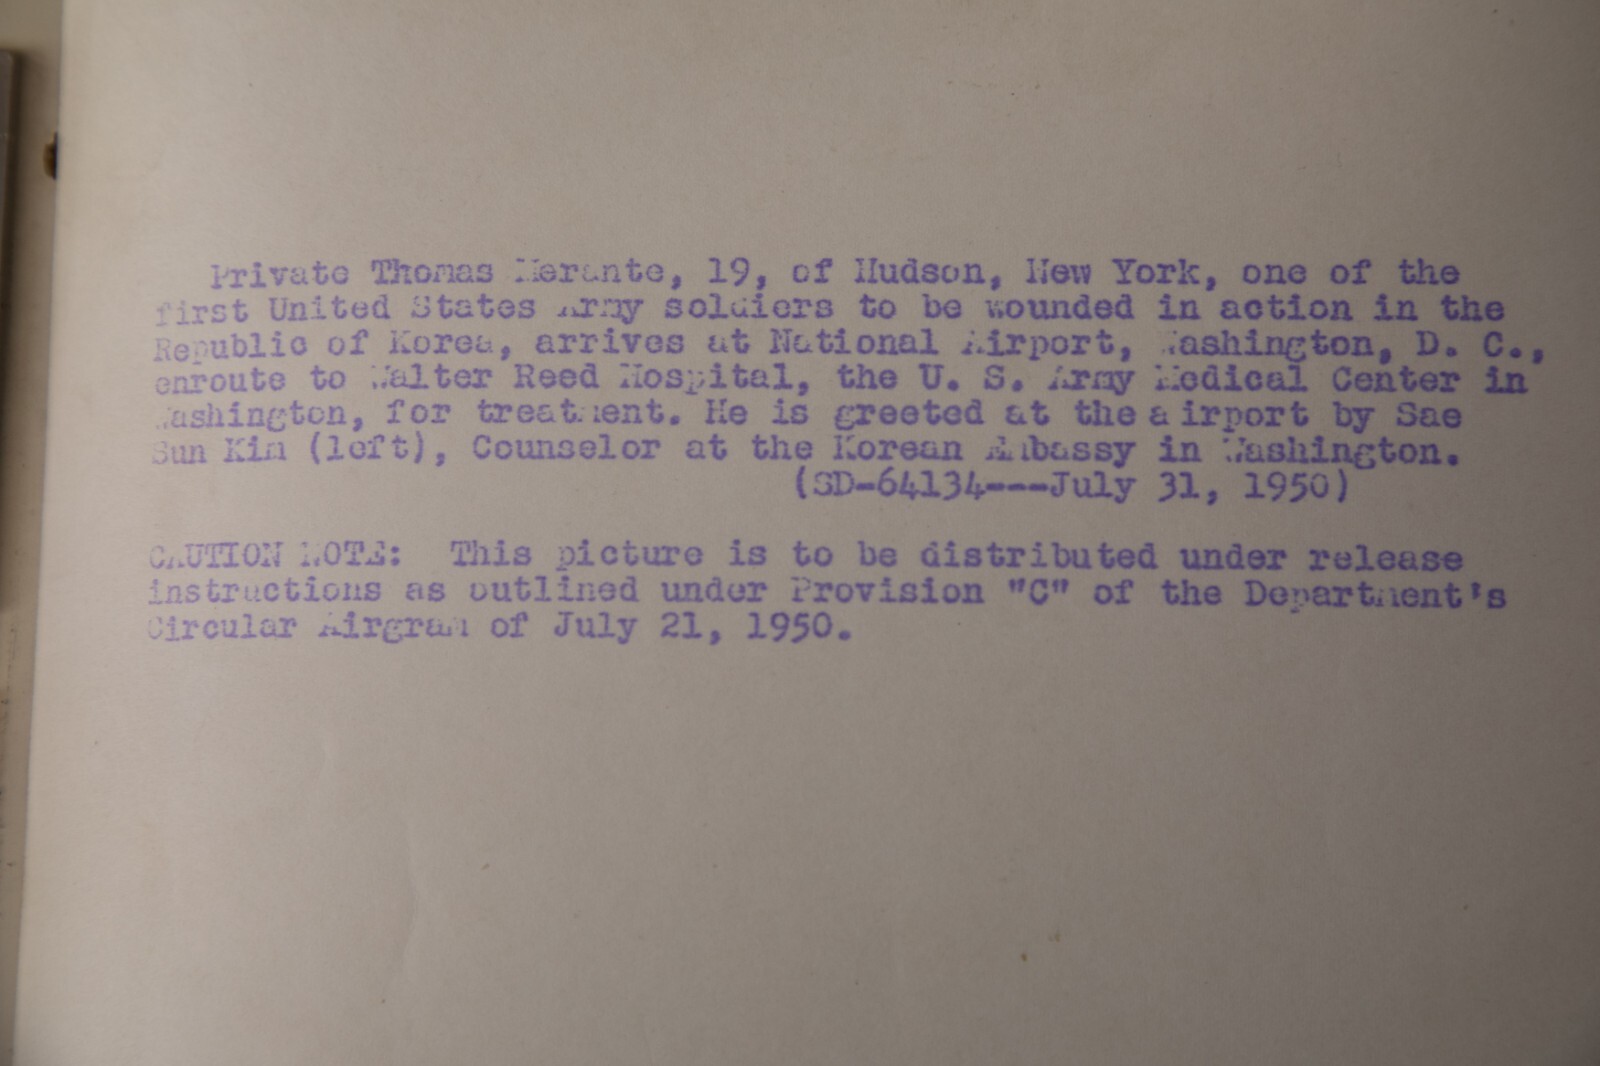 Private Thomas Merante, 19, of Hudson, New York, one of the
first United States Army soldiers to be wounded in action in the
Republic of Korea, arrives at National Airport, Washington, D. C.,
enroute to Walter Reed Hospital, the U. S. Army Medical Center in
Washington, for treatment. He is greeted at the airport by Sae
Sun Kim (left), Counselor at the Korean Embassy in Washington.
(SD-64134---July 31, 1950)
CAUTION NOTE: This picture is to be distributed under release
instructions as outlined under Provision "C" of the Department's
Circular Airgram of July 21, 1950.